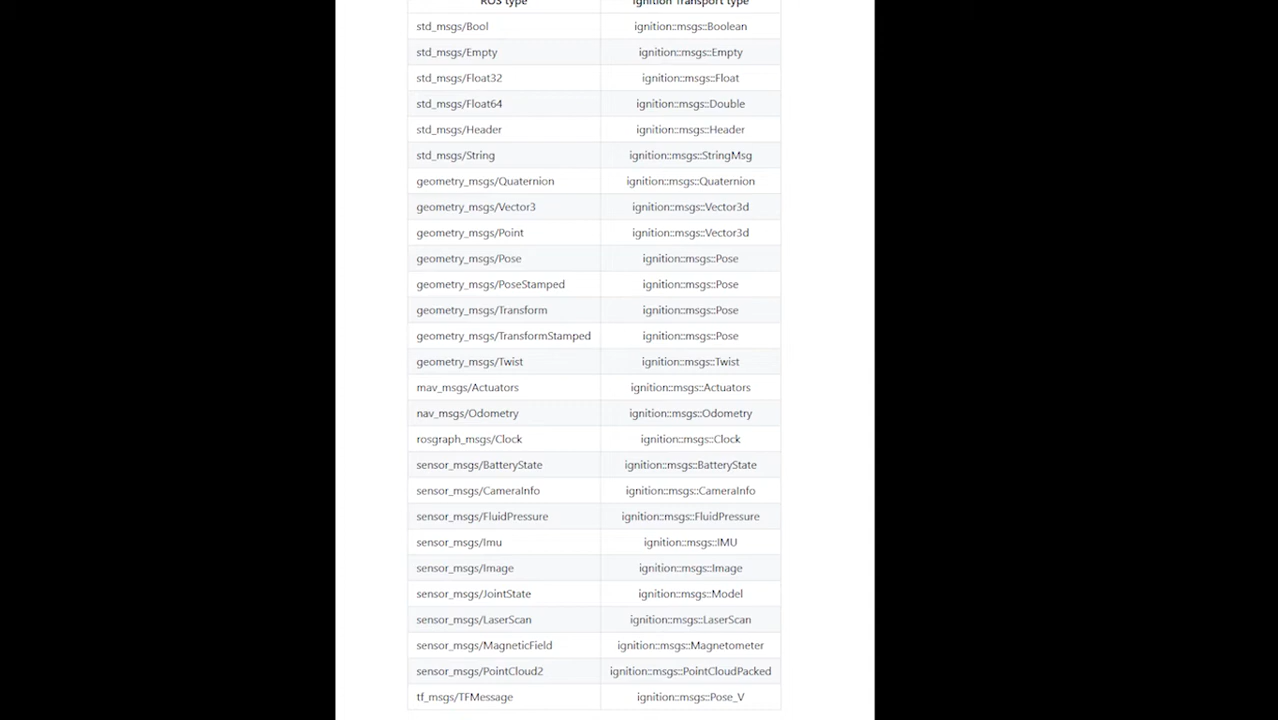 ROS type Ignition Transport type
std_msgs/Bool ignition::msgs::Boolean
std_msgs/Empty ignition::msgs::Empty
std_msgs/Float32 ignition::msgs::Float
std_msgs/Float64 ignition::msgs::Double
std_msgs/Header ignition::msgs::Header
std_msgs/String ignition::msgs::StringMsg
geometry_msgs/Quaternion ignition::msgs::Quaternion
geometry_msgs/Vector3 ignition::msgs::Vector3d
geometry_msgs/Point ignition::msgs::Vector3d
geometry_msgs/Pose ignition::msgs::Pose
geometry_msgs/PoseStamped ignition::msgs::Pose
geometry_msgs/Transform ignition::msgs::Pose
geometry_msgs/TransformStamped ignition::msgs::Pose
geometry_msgs/Twist ignition::msgs::Twist
mav_msgs/Actuators ignition::msgs::Actuators
nav_msgs/Odometry ignition::msgs::Odometry
rosgraph_msgs/Clock ignition::msgs::Clock
sensor_msgs/BatteryState ignition::msgs::BatteryState
sensor_msgs/CameraInfo ignition::msgs::CameraInfo
sensor_msgs/FluidPressure ignition::msgs::FluidPressure
sensor_msgs/Imu ignition::msgs::IMU
sensor_msgs/Image ignition::msgs::Image
sensor_msgs/JointState ignition::msgs::Model
sensor_msgs/LaserScan ignition::msgs::LaserScan
sensor_msgs/MagneticField ignition::msgs::Magnetometer
sensor_msgs/PointCloud2 ignition::msgs::PointCloudPacked
tf_msgs/TFMessage ignition::msgs::Pose_V